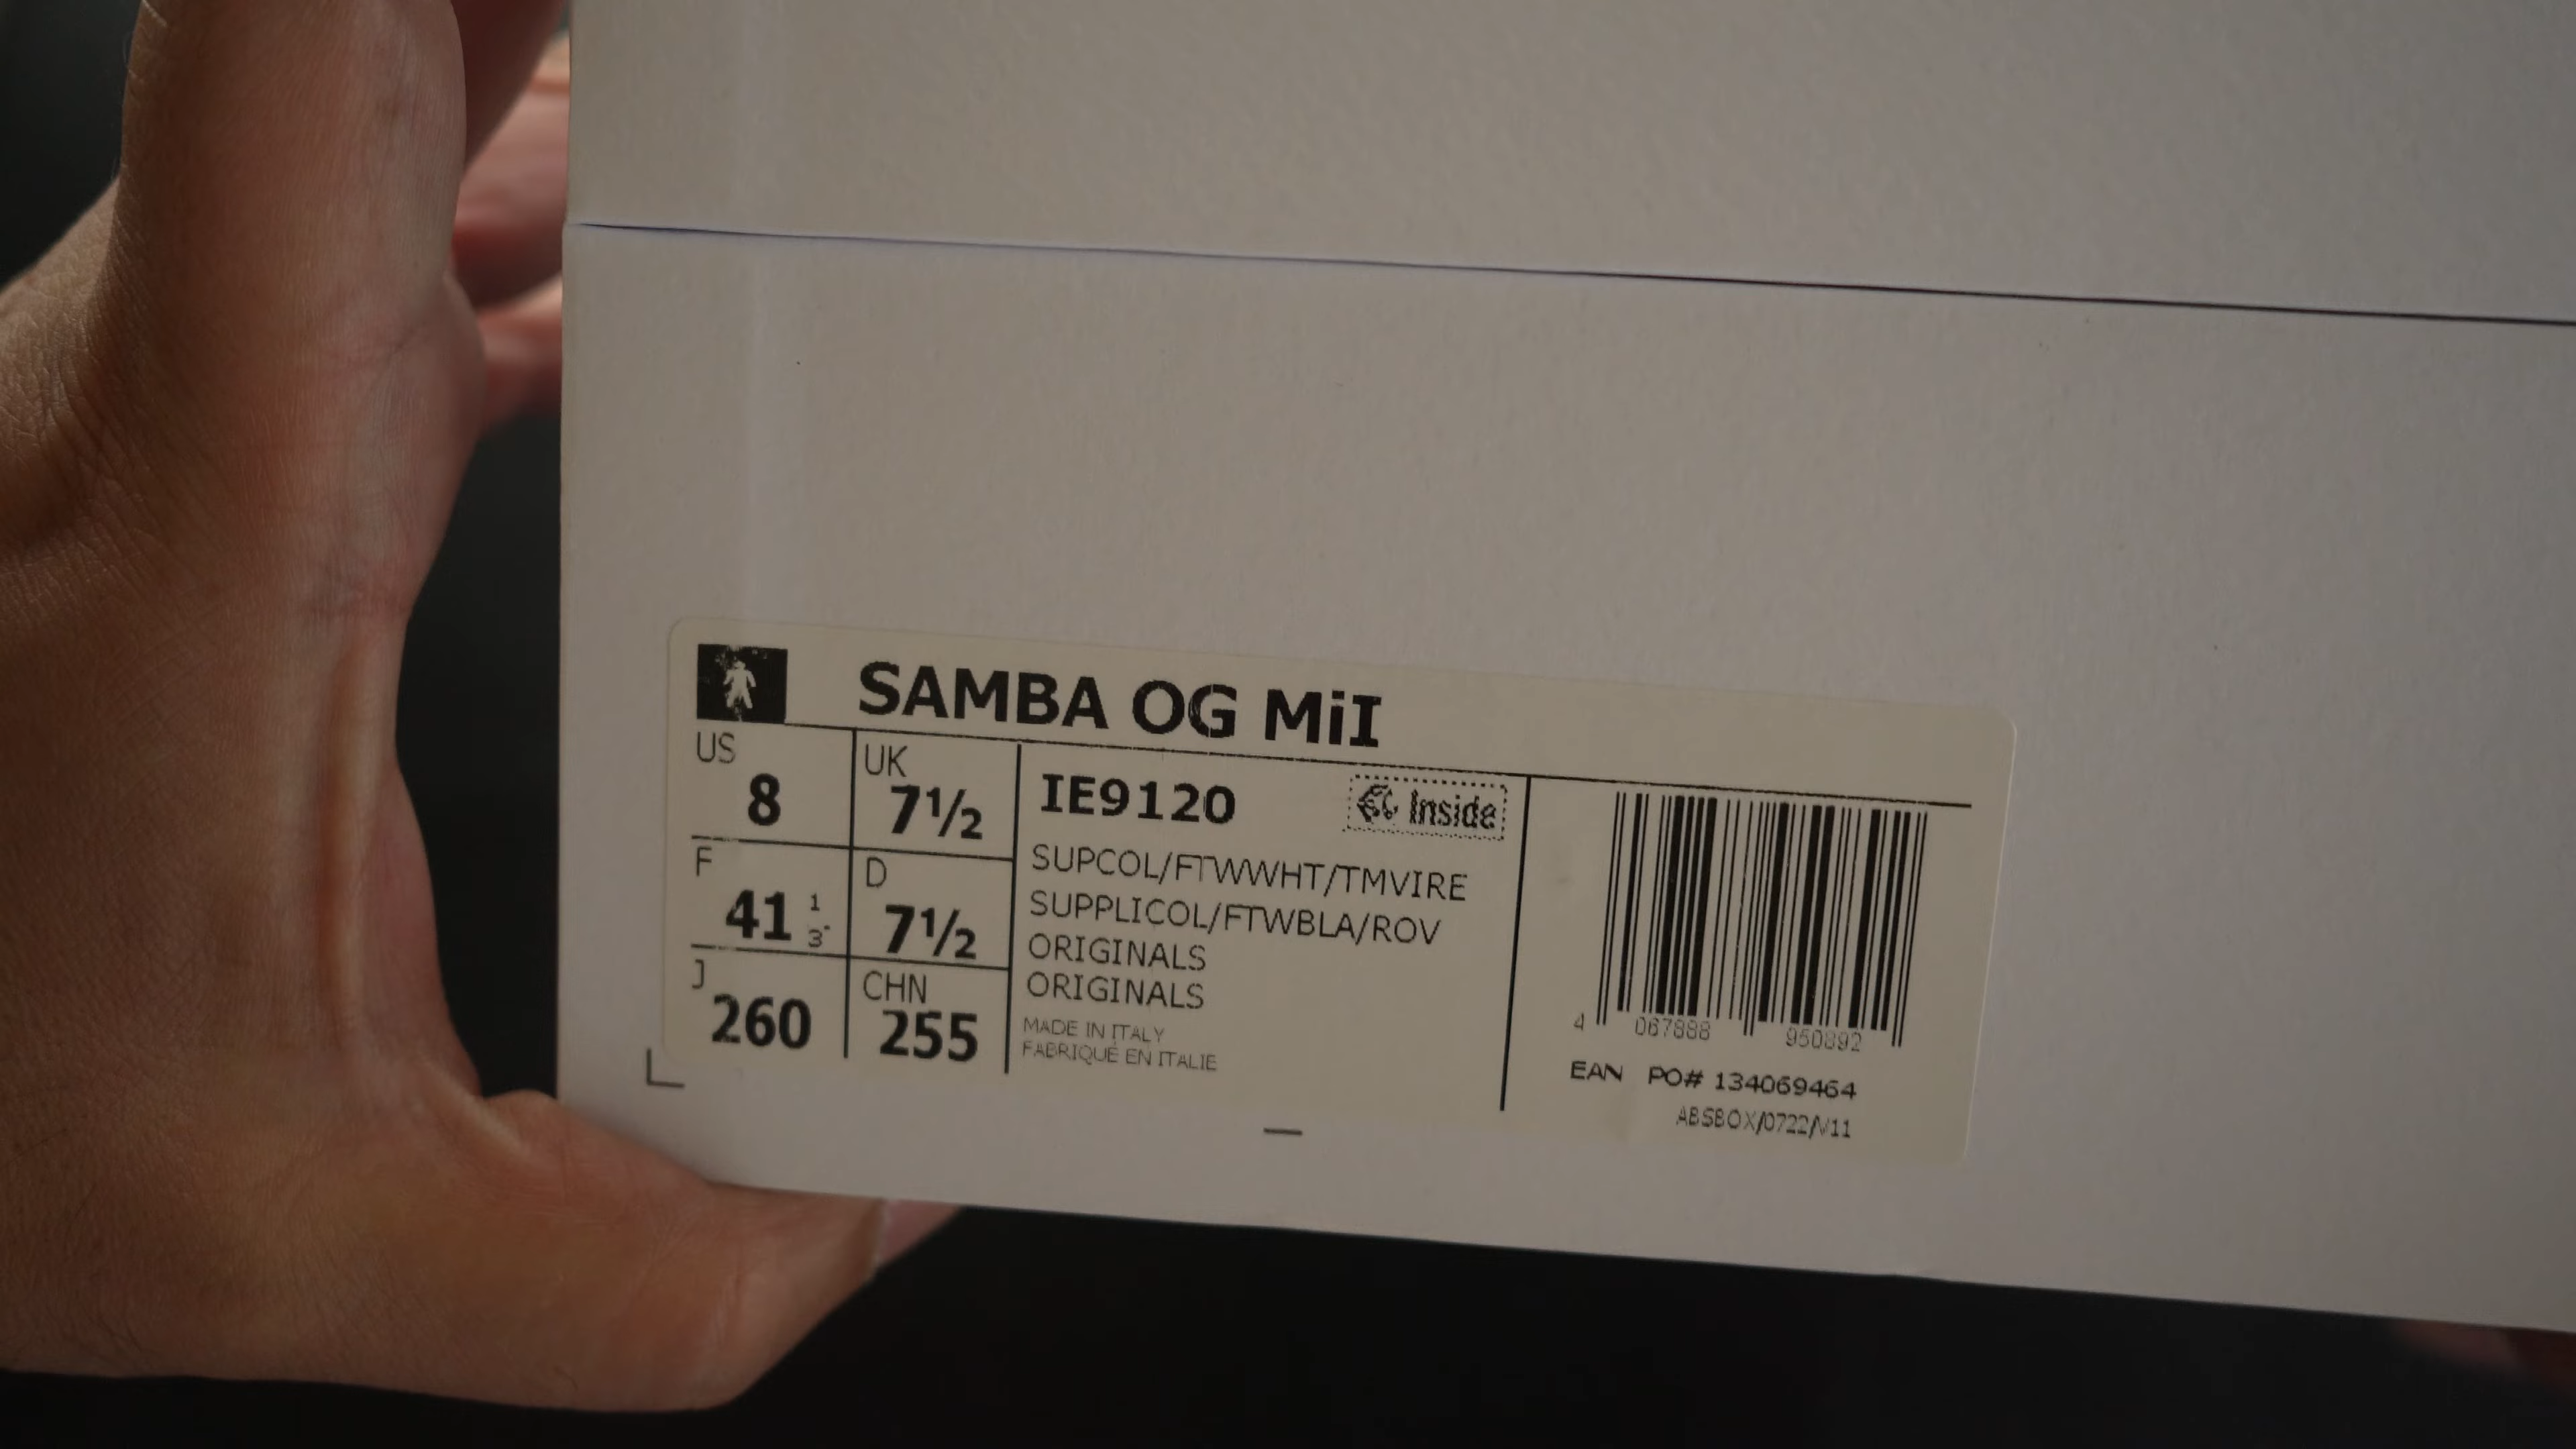 SAMBA OG MiI
US 8 UK 7½
F 41 1/3 D 7½
J 260 CHN 255
IE9120 Inside
SUPCOL/FTWWHT/TMVIRE
SUPPLICOL/FTWBLA/ROV
ORIGINALS
ORIGINALS
MADE IN ITALY
FABRIQUÉ EN ITALIE
4 067888 950892
EAN PO# 134069464
ABSBOX/0722/V11